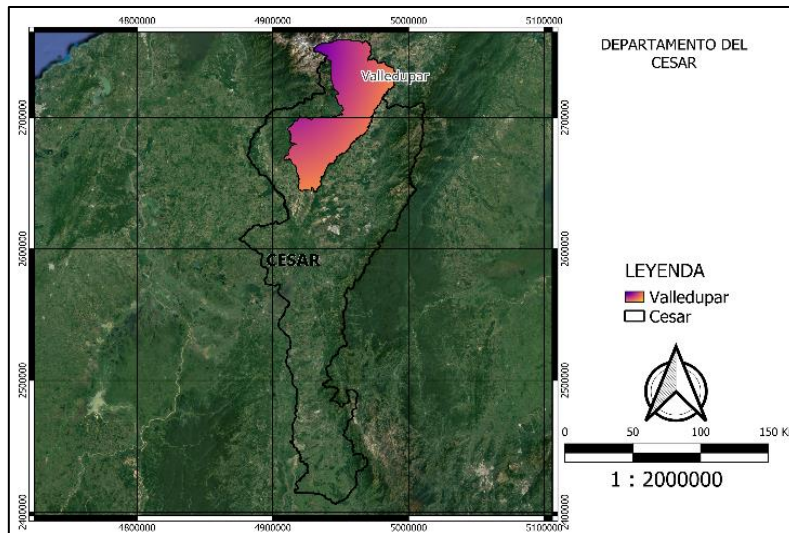 4800000 4900000 5000000 5100000
DEPARTAMENTO DEL
CESAR
Valledupar
2700000 2700000
2600000 2600000
CESAR
LEYENDA
Valledupar
Cesar
2500000 2500000
0 50 100 150 K
1 : 2000000
2400000 2400000
4800000 4900000 5000000 5100000